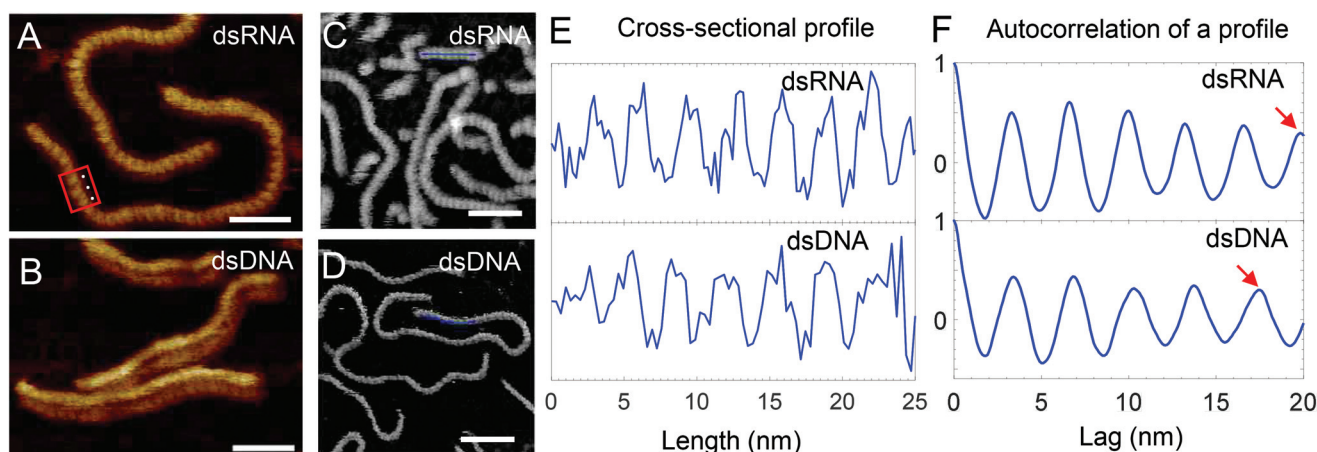 A
dsRNA
B
dsDNA
C
dsRNA
D
dsDNA
E
Cross-sectional profile
dsRNA
dsDNA
0 5 10 15 20 25
Length (nm)
F
Autocorrelation of a profile
1
dsRNA
0
1
dsDNA
0
0 5 10 15 20
Lag (nm)